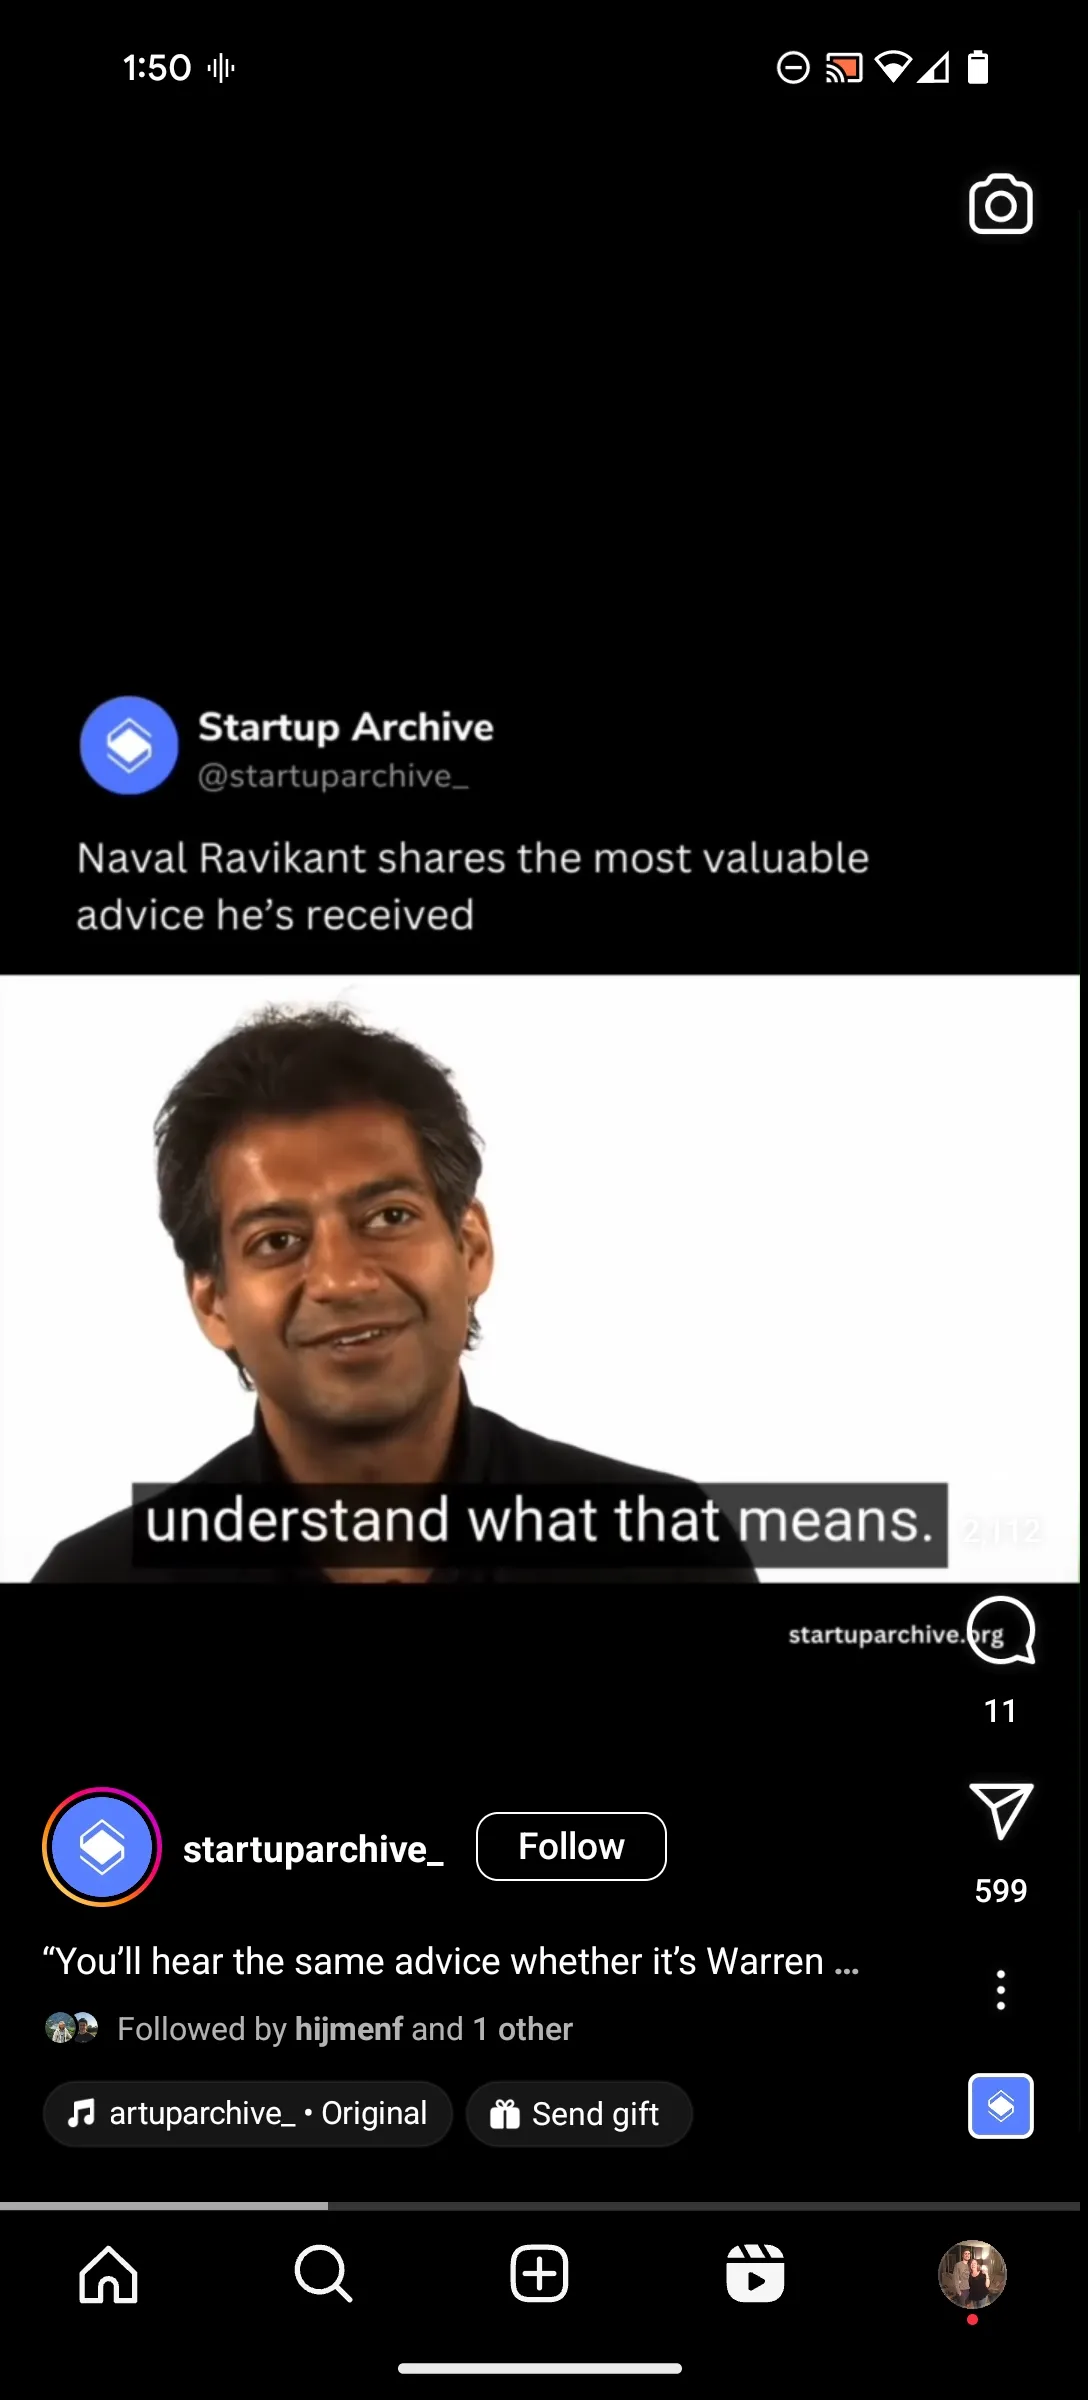 1:50
Startup Archive
@startuparchive_
Naval Ravikant shares the most valuable
advice he’s received
understand what that means.
2,112
startuparchive.org
11
599
startuparchive_
Follow
“You’ll hear the same advice whether it’s Warren ...
Followed by hijmenf and 1 other
artuparchive_ • Original
Send gift